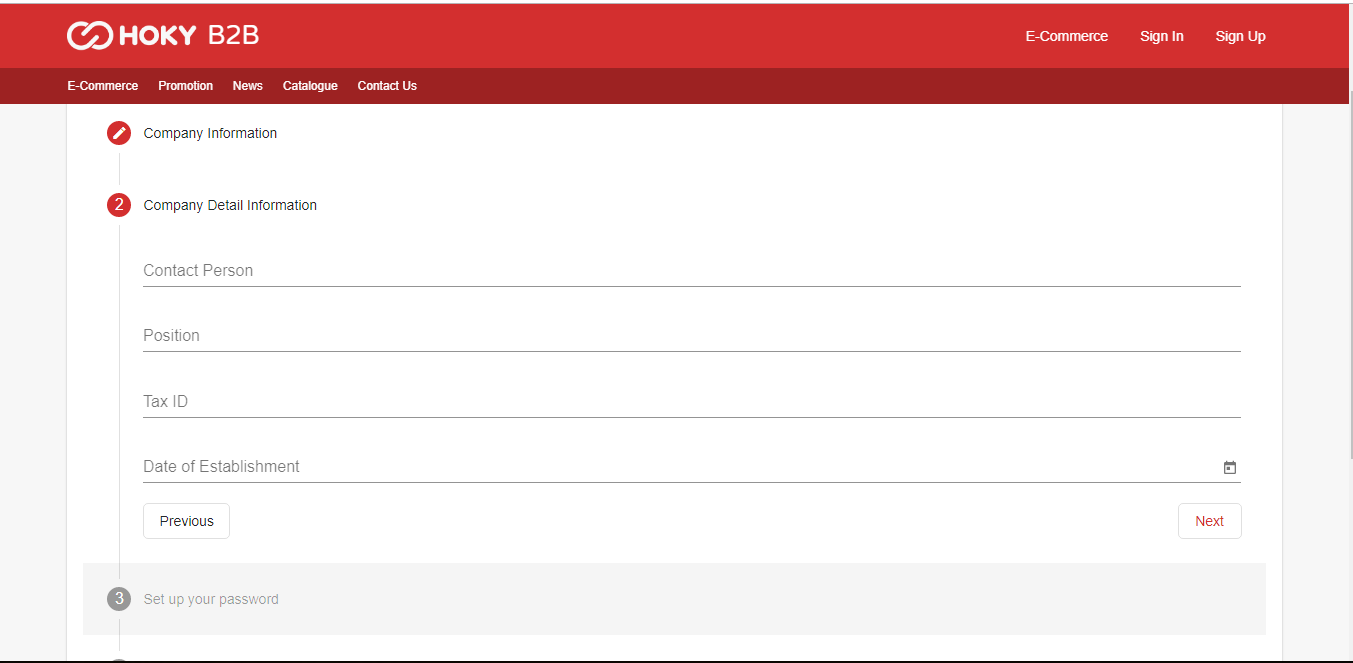 HOKY B2B
E-Commerce Sign In Sign Up
E-Commerce Promotion News Catalogue Contact Us
Company Information
2 Company Detail Information
Contact Person
Position
Tax ID
Date of Establishment
Previous Next
3 Set up your password